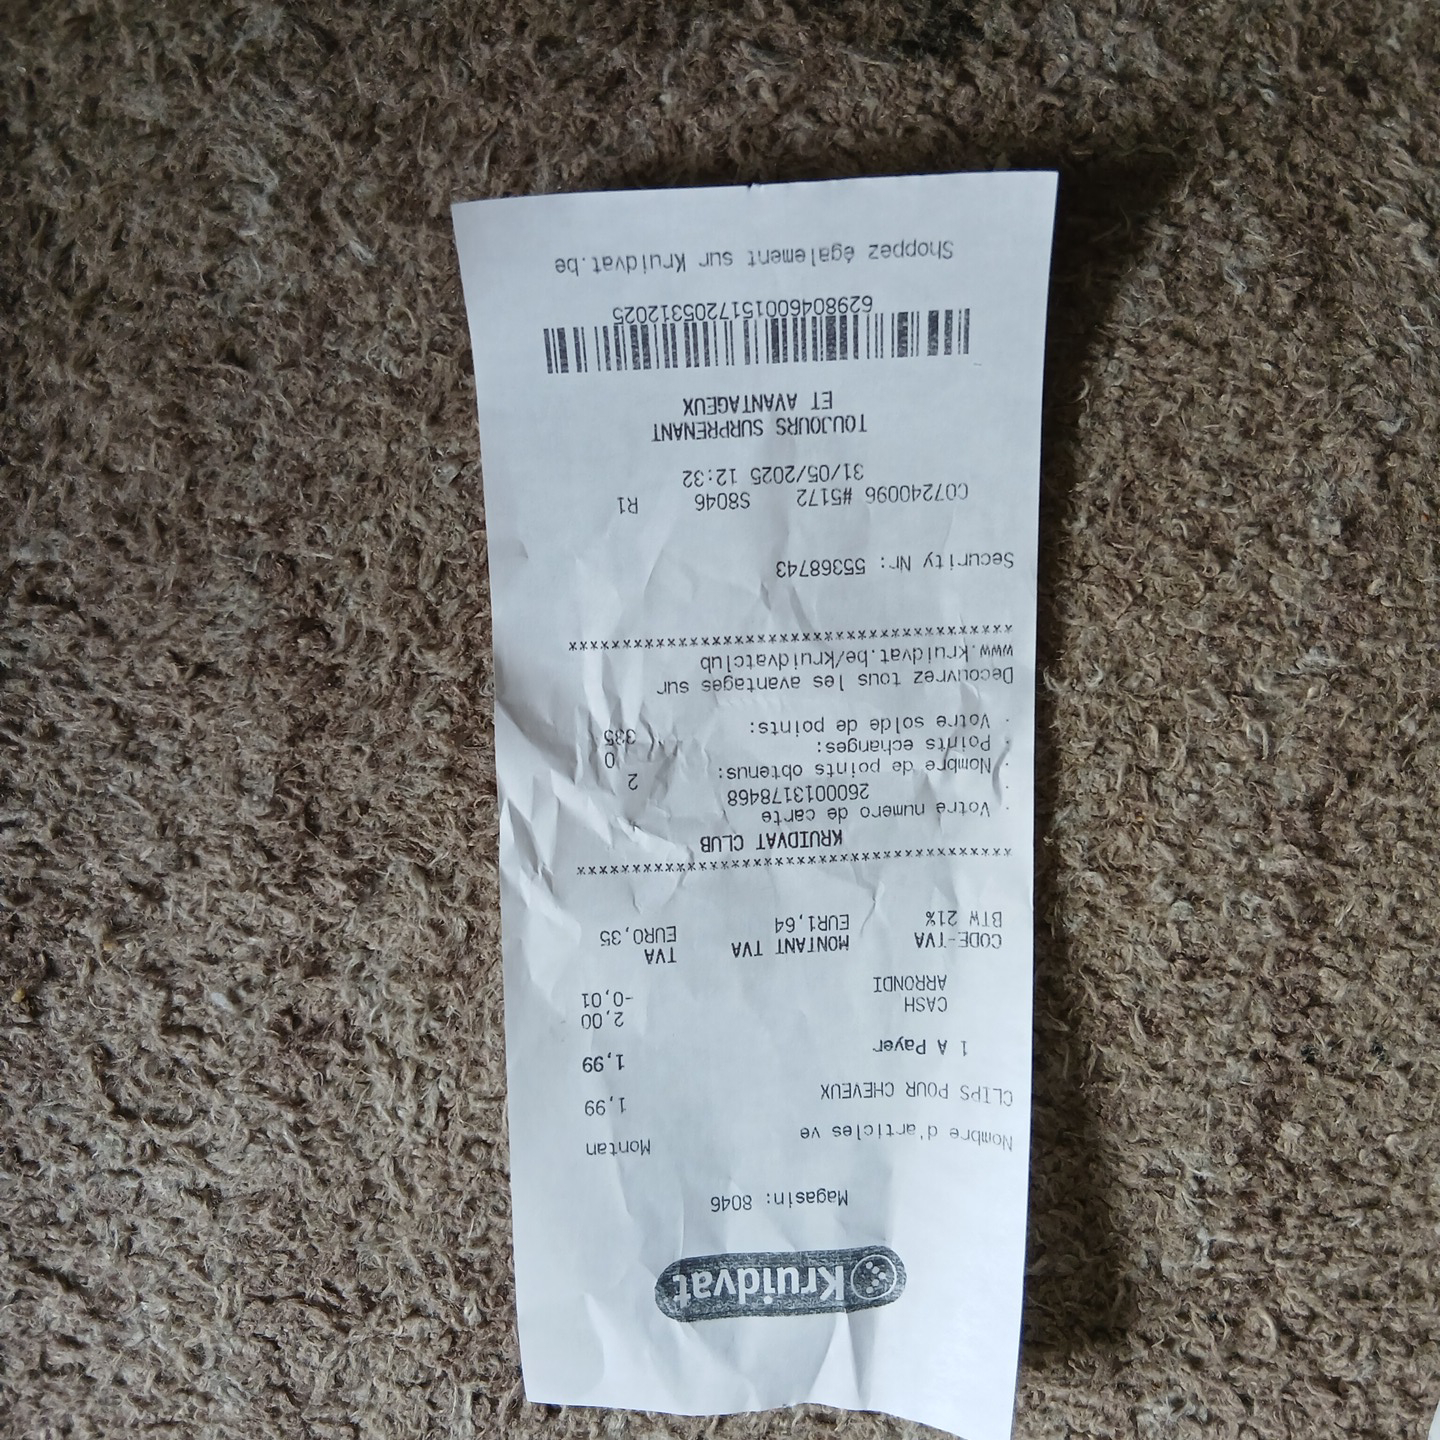 Kruidvat
Magasin: 8046
Nombre d'articles ve Montan
CLIPS POUR CHEVEUX 1,99
1 A Payer 1,99
CASH 2,00
ARRONDI -0,01
CODE-TVA MONTANT TVA TVA
BTW 21% EUR1,64 EUR0,35
***************************************
KRUIDVAT CLUB
. Votre numero de carte
. 2600013178468
. Nombre de points obtenus: 2
. Points echanges: 0
. Votre solde de points: 335
Decouvrez tous les avantages sur
www.kruidvat.be/kruidvatclub
***************************************
Security Nr: 55368743
C07240096 #5172 S8046 R1
31/05/2025 12:32
TOUJOURS SURPRENANT
ET AVANTAGEUX
6298046001517205312025
Shoppez également sur Kruidvat.be